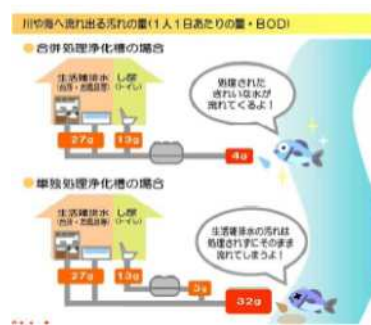 川や海へ流れ出る汚れの量(1人1日あたりの量・BOD)
合併処理浄化槽の場合
生活雑排水
(台所・お風呂等)
し尿
(トイレ)
27g
13g
4g
処理された
きれいな水が
流れてくるよ！
単独処理浄化槽の場合
生活雑排水
(台所・お風呂等)
し尿
(トイレ)
27g
13g
3g
32g
生活雑排水の汚れは
処理されずにそのまま
流れてしまうよ！